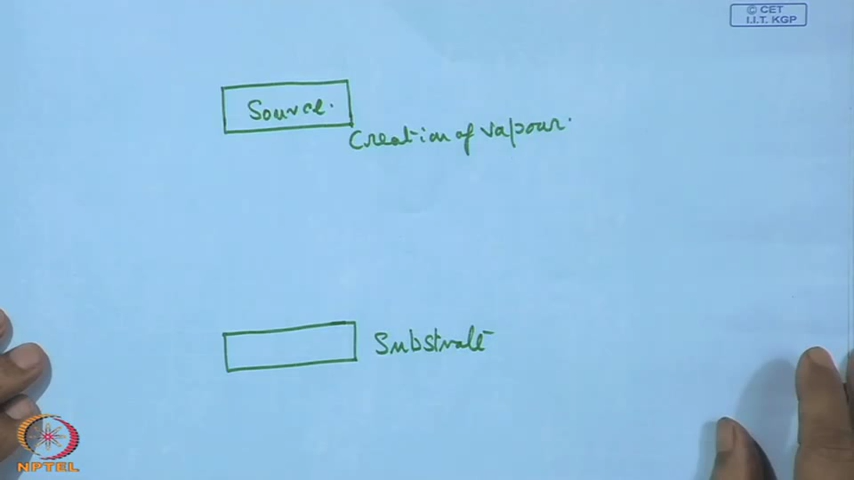 © CET
I.I.T. KGP
Source.
Creation of vapour.
Substrate
NPTEL